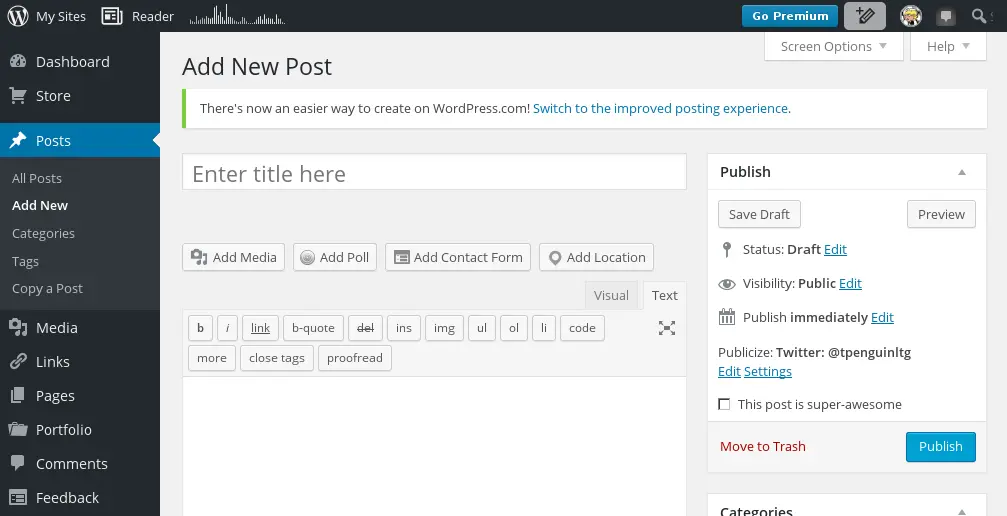 My Sites
Reader
Go Premium
Screen Options
Help
Dashboard
Store
Posts
All Posts
Add New
Categories
Tags
Copy a Post
Media
Links
Pages
Portfolio
Comments
Feedback
Add New Post
There's now an easier way to create on WordPress.com! Switch to the improved posting experience.
Enter title here
Add Media Add Poll Add Contact Form Add Location
Visual Text
b i link b-quote del ins img ul ol li code
more close tags proofread
Publish
Save Draft Preview
Status: Draft Edit
Visibility: Public Edit
Publish immediately Edit
Publicize: Twitter: @tpenguinltg
Edit Settings
This post is super-awesome
Move to Trash Publish
Categories